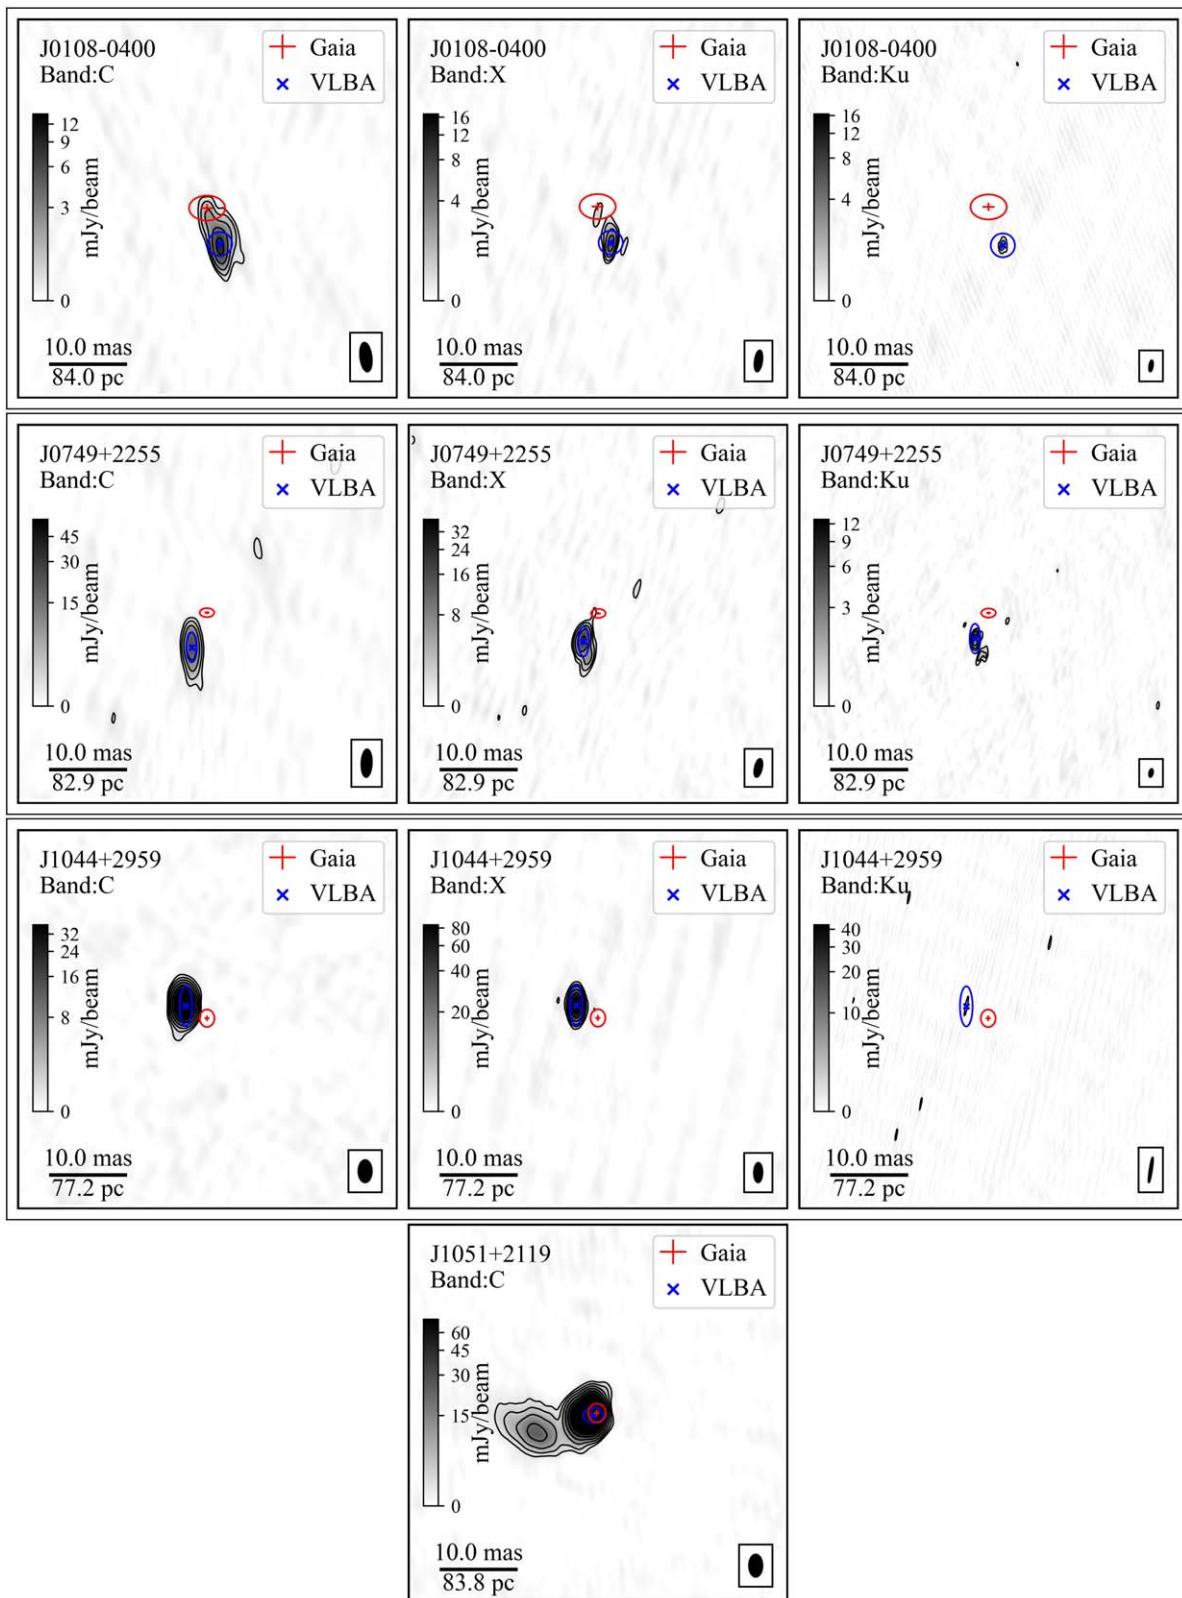 J0108-0400
Band:C
Gaia
VLBA
12
9
6
3
0
mJy/beam
10.0 mas
84.0 pc
J0108-0400
Band:X
Gaia
VLBA
16
12
8
4
0
mJy/beam
10.0 mas
84.0 pc
J0108-0400
Band:Ku
Gaia
VLBA
16
12
8
4
0
mJy/beam
10.0 mas
84.0 pc
J0749+2255
Band:C
Gaia
VLBA
45
30
15
0
mJy/beam
10.0 mas
82.9 pc
J0749+2255
Band:X
Gaia
VLBA
32
24
16
8
0
mJy/beam
10.0 mas
82.9 pc
J0749+2255
Band:Ku
Gaia
VLBA
12
9
6
3
0
mJy/beam
10.0 mas
82.9 pc
J1044+2959
Band:C
Gaia
VLBA
32
24
16
8
0
mJy/beam
10.0 mas
77.2 pc
J1044+2959
Band:X
Gaia
VLBA
80
60
40
20
0
mJy/beam
10.0 mas
77.2 pc
J1044+2959
Band:Ku
Gaia
VLBA
40
30
20
10
0
mJy/beam
10.0 mas
77.2 pc
J1051+2119
Band:C
Gaia
VLBA
60
45
30
15
0
mJy/beam
10.0 mas
83.8 pc